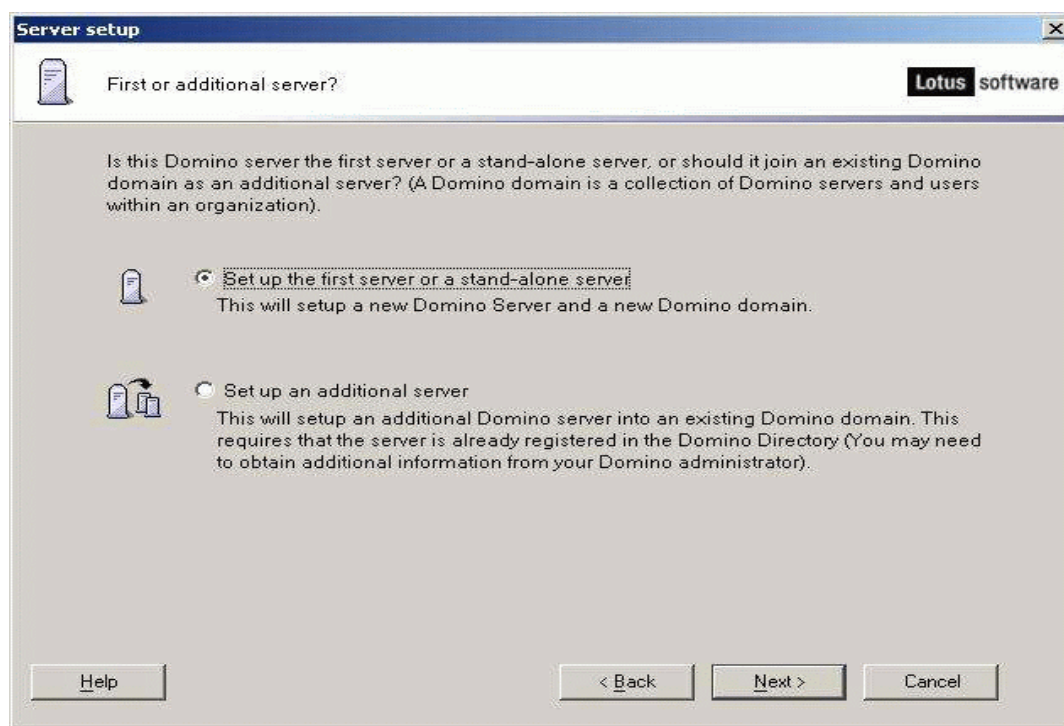 Server setup
First or additional server?
Lotus software
Is this Domino server the first server or a stand-alone server, or should it join an existing Domino
domain as an additional server? (A Domino domain is a collection of Domino servers and users
within an organization).
Set up the first server or a stand-alone server
This will setup a new Domino Server and a new Domino domain.
Set up an additional server
This will setup an additional Domino server into an existing Domino domain. This
requires that the server is already registered in the Domino Directory (You may need
to obtain additional information from your Domino administrator).
Help
< Back
Next >
Cancel